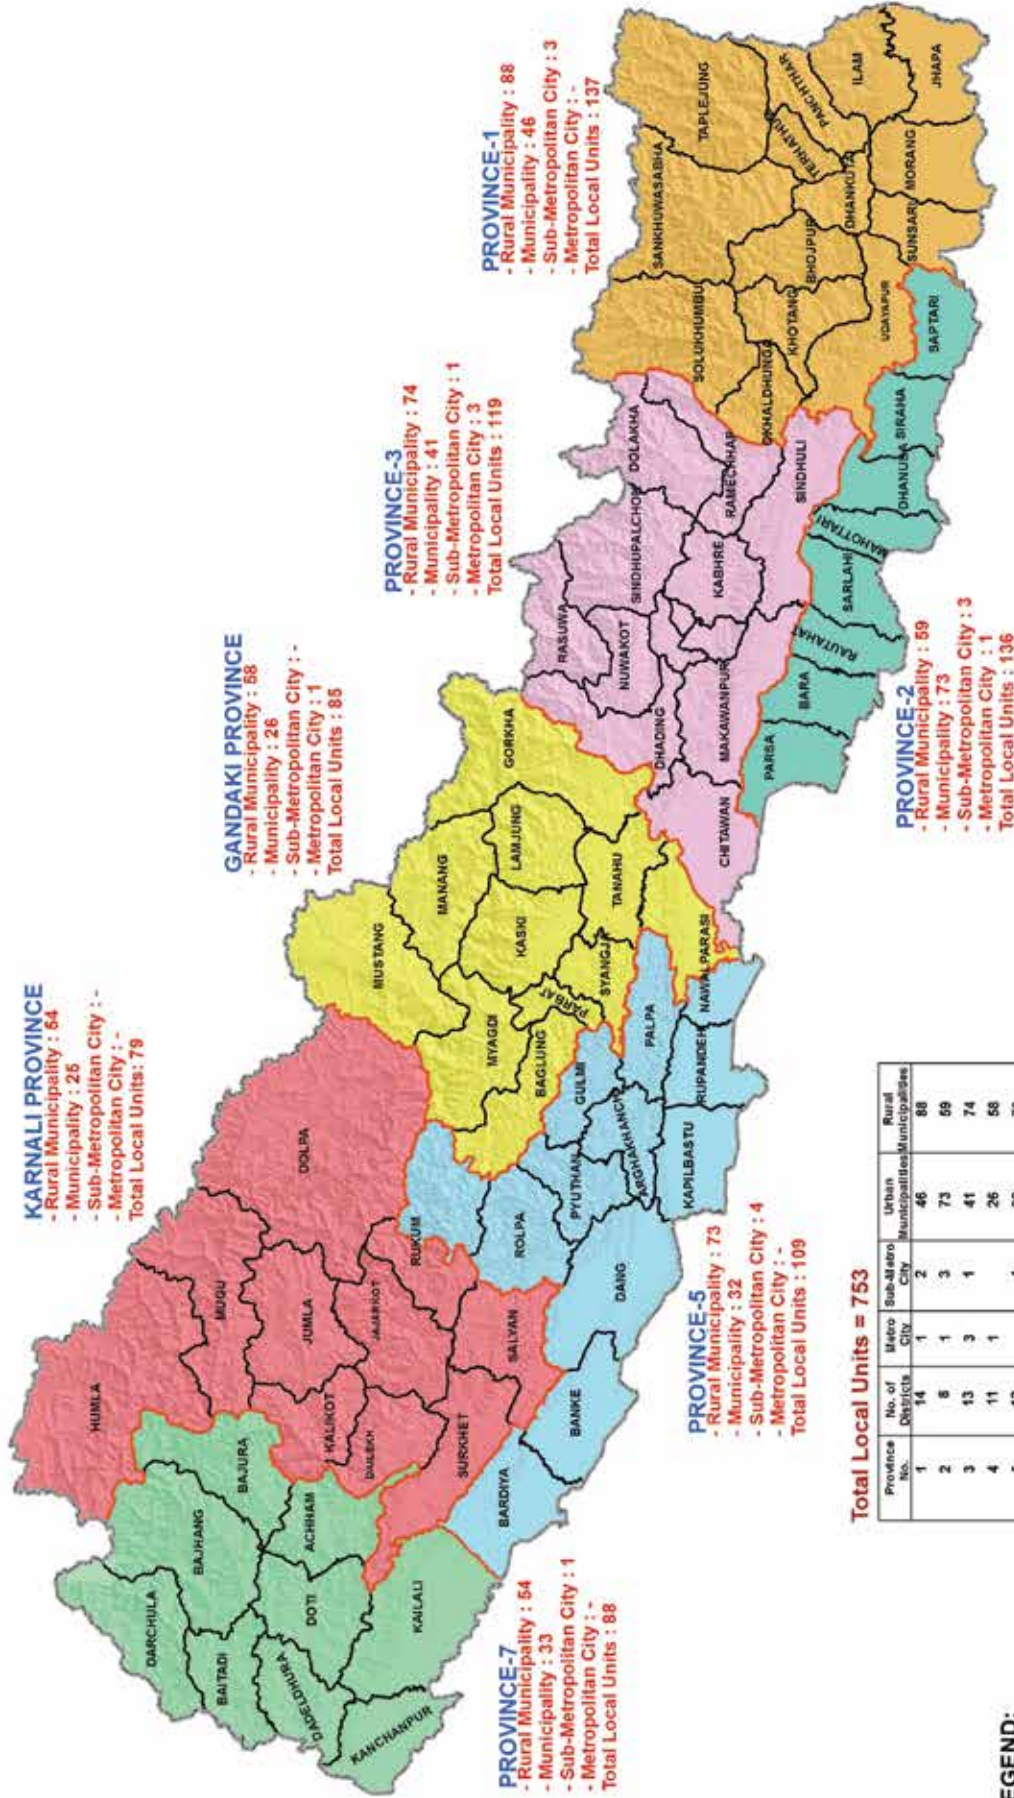 KARNALI PROVINCE
- Rural Municipality : 54
- Municipality : 25
- Sub-Metropolitan City : -
- Metropolitan City : -
Total Local Units: 79
GANDAKI PROVINCE
- Rural Municipality : 58
- Municipality : 26
- Sub-Metropolitan City : -
- Metropolitan City : 1
Total Local Units : 85
PROVINCE-3
- Rural Municipality : 74
- Municipality : 41
- Sub-Metropolitan City : 1
- Metropolitan City : 3
Total Local Units : 119
PROVINCE-1
- Rural Municipality : 88
- Municipality : 46
- Sub-Metropolitan City : 3
- Metropolitan City : -
Total Local Units : 137
DARCHULA
BAITADI
DADELDHURA
KANCHANPUR
BAJHANG
BAJURA
DOTI
ACHHAM
KAILALI
HUMLA
MUGU
DOLPA
JUMLA
KALIKOT
JAJARKOT
DAILEKH
SURKHET
SALYAN
RUKUM
ROLPA
PYUTHAN
GULMI
ARGHAKHANCHI
PALPA
BARDIYA
BANKE
DANG
KAPILBASTU
RUPANDEHI
NAWALPARASI
MUSTANG
MANANG
MYAGDI
KASKI
LAMJUNG
GORKHA
BAGLUNG
PARBAT
SYANGJA
TANAHU
RASUWA
NUWAKOT
SINDHUPALCHOK
DOLAKHA
DHADING
KABHRE
RAMECHHAP
CHITAWAN
MAKAWANPUR
SINDHULI
PARSA
BARA
RAUTAHAT
SARLAHI
MAHOTTARI
DHANUSA
SIRAHA
SAPTARI
SOLUKHUMBU
SANKHUWASABHA
TAPLEJUNG
OKHALDHUNGA
KHOTANG
BHOJPUR
TERHATHU
PANCHTHAR
DHANKUTA
ILAM
UDAYAPUR
SUNSARI
MORANG
JHAPA
PROVINCE-7
- Rural Municipality : 54
- Municipality : 33
- Sub-Metropolitan City : 1
- Metropolitan City : -
Total Local Units : 88
PROVINCE-5
- Rural Municipality : 73
- Municipality : 32
- Sub-Metropolitan City : 4
- Metropolitan City : -
Total Local Units : 109
PROVINCE-2
- Rural Municipality : 59
- Municipality : 73
- Sub-Metropolitan City : 3
- Metropolitan City : 1
Total Local Units : 136
Total Local Units = 753
Province No. No. of Districts Metro City Sub-Metro City Urban Municipalities Rural Municipalities
1 14 1 2 46 88
2 8 1 3 73 59
3 13 3 1 41 74
4 11 1 26 58
EGEND: